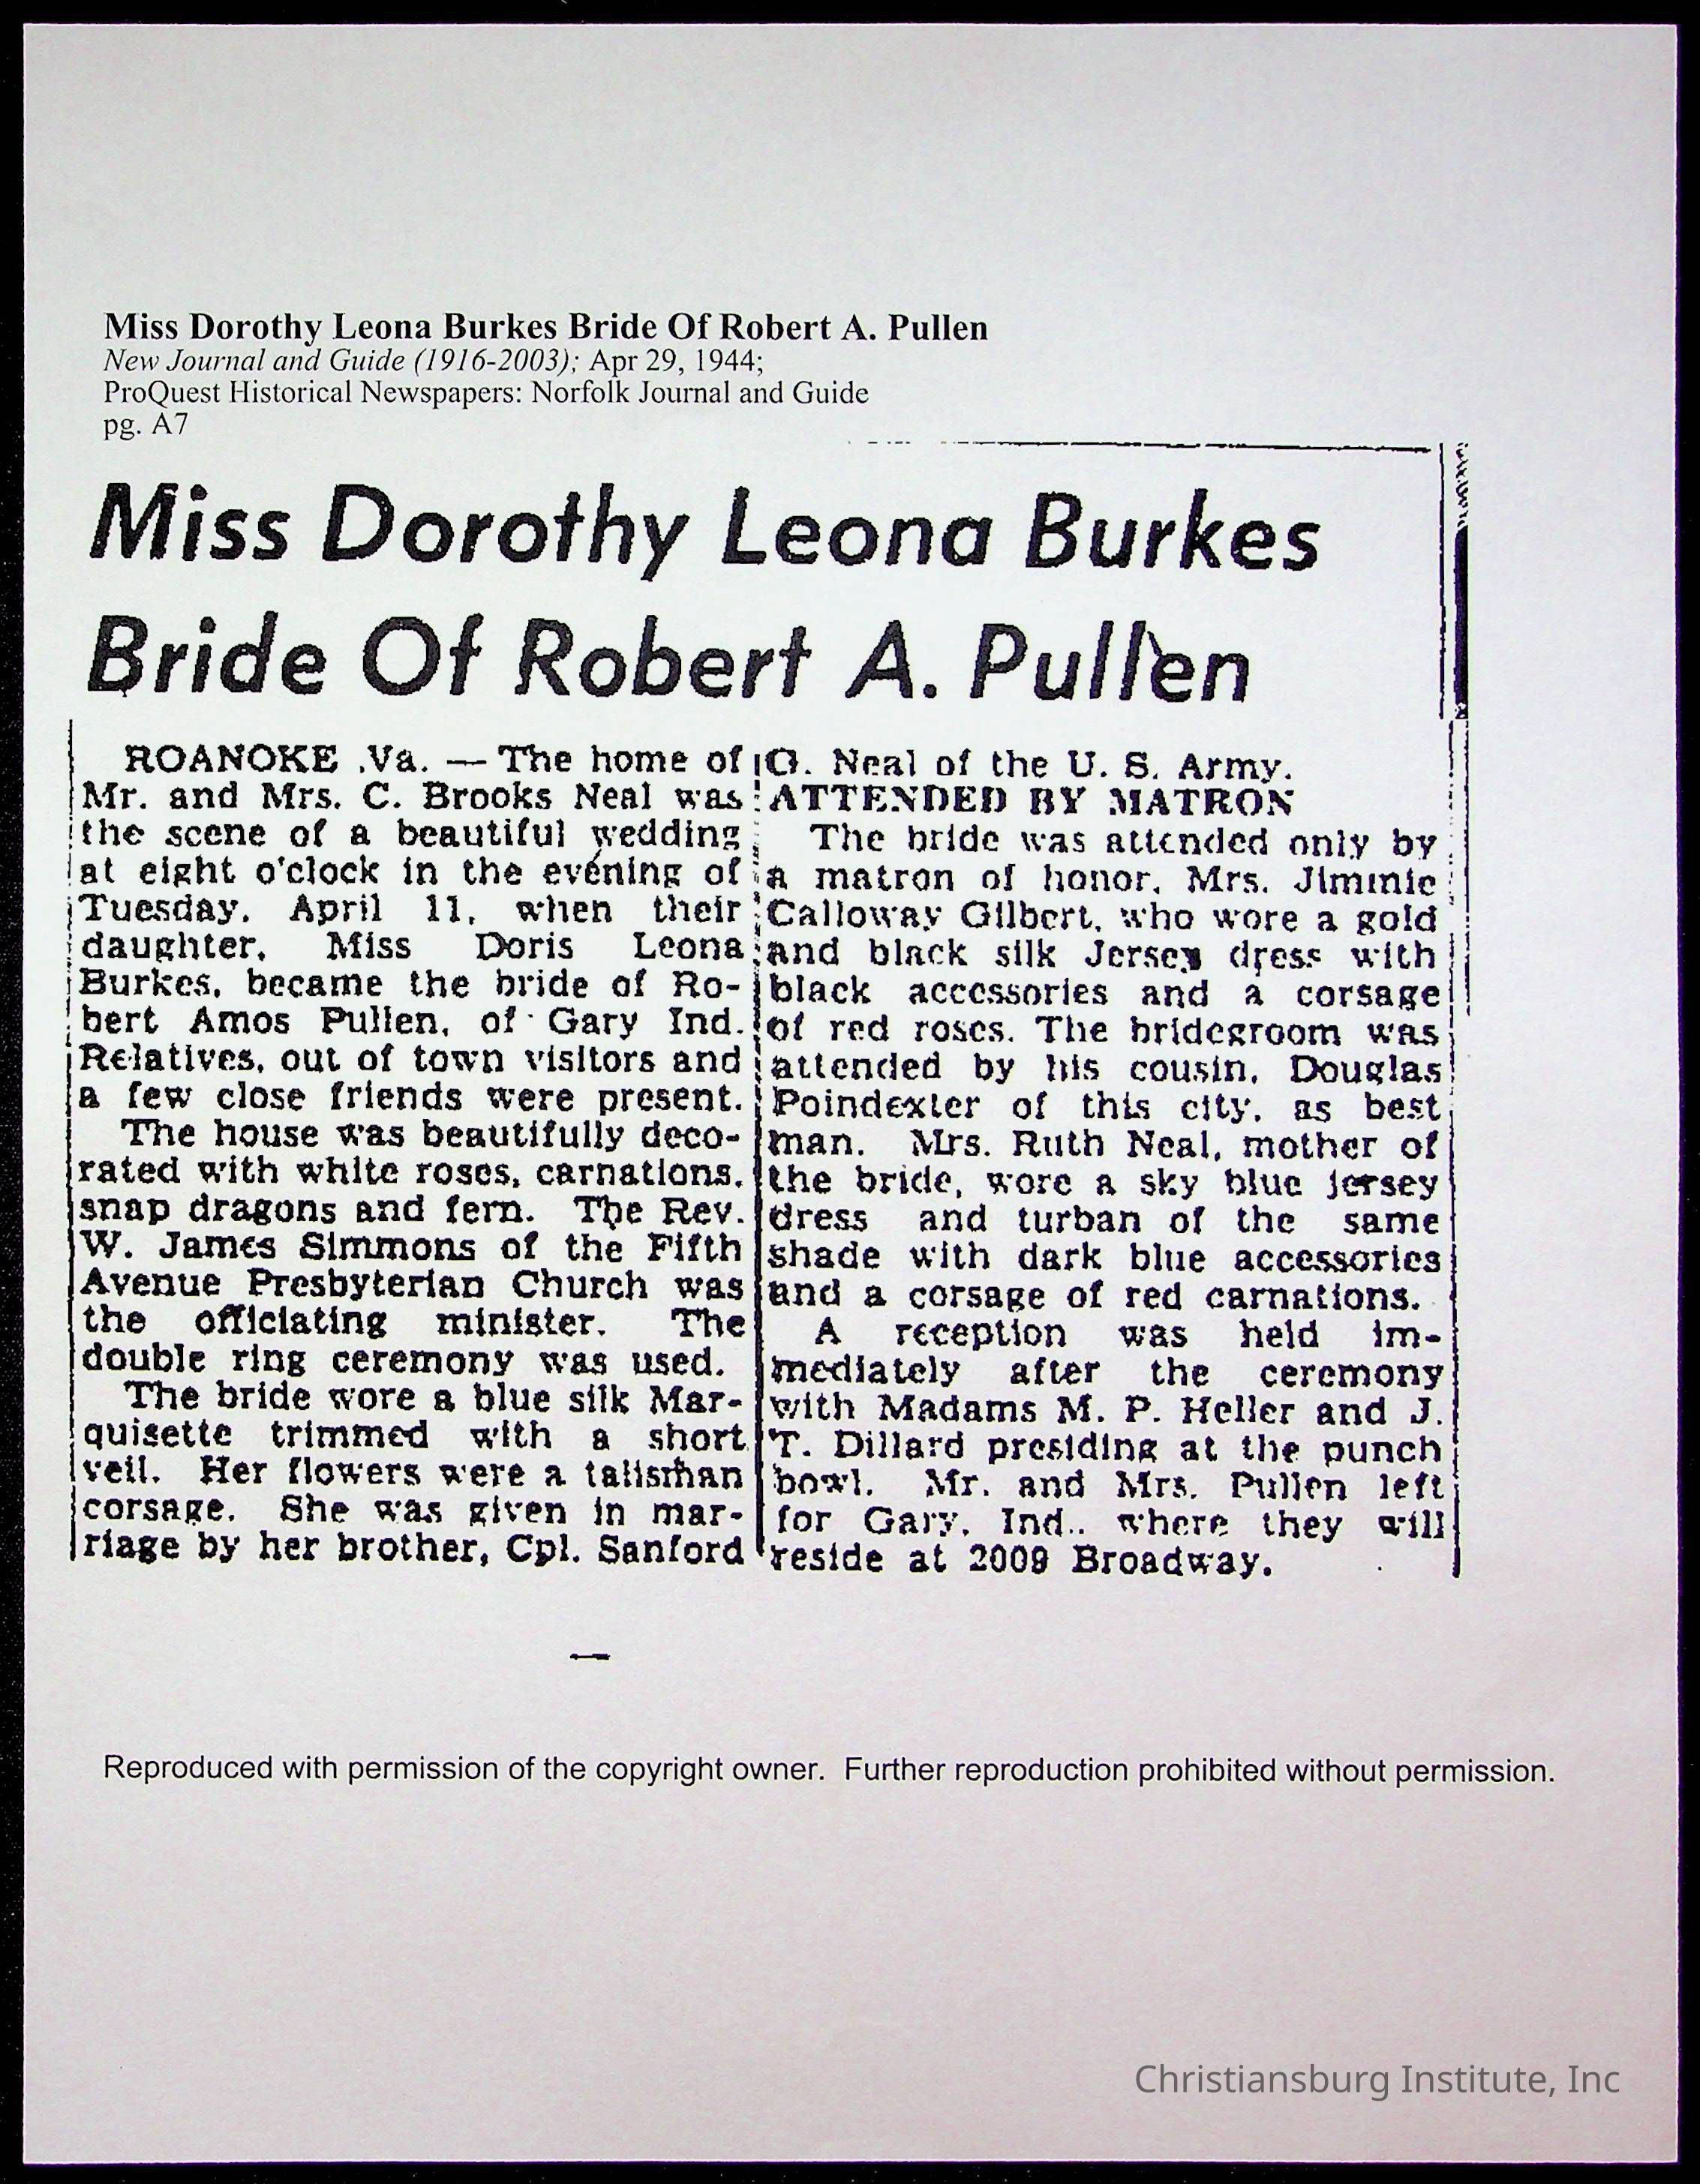 Miss Dorothy Leona Burkes Bride Of Robert A. Pullen
New Journal and Guide (1916-2003); Apr 29, 1944;
ProQuest Historical Newspapers: Norfolk Journal and Guide
pg. A7
Miss Dorothy Leona Burkes
Bride Of Robert A. Pullen
ROANOKE ,Va. — The home of
Mr. and Mrs. C. Brooks Neal was
the scene of a beautiful wedding
at eight o'clock in the evening of
Tuesday, April 11, when their
daughter, Miss Doris Leona
Burkes, became the bride of Ro-
bert Amos Pullen, of Gary Ind.
Relatives, out of town visitors and
a few close friends were present.
The house was beautifully deco-
rated with white roses, carnations,
snap dragons and fern. The Rev.
W. James Simmons of the Fifth
Avenue Presbyterian Church was
the officiating minister. The
double ring ceremony was used.
The bride wore a blue silk Mar-
quisette trimmed with a short
veil. Her flowers were a talisman
corsage. She was given in mar-
riage by her brother, Cpl. Sanford
G. Neal of the U. S. Army.
ATTENDED BY MATRON
The bride was attended only by
a matron of honor, Mrs. Jimmie
Calloway Gilbert, who wore a gold
and black silk Jersey dress with
black accessories and a corsage
of red roses. The bridegroom was
attended by his cousin, Douglas
Poindexter of this city, as best
man. Mrs. Ruth Neal, mother of
the bride, wore a sky blue jersey
dress and turban of the same
shade with dark blue accessories
and a corsage of red carnations.
A reception was held im-
mediately after the ceremony
with Madams M. P. Heller and J.
T. Dillard presiding at the punch
bowl. Mr. and Mrs. Pullen left
for Gary, Ind., where they will
reside at 2009 Broadway.
Reproduced with permission of the copyright owner. Further reproduction prohibited without permission.
Christiansburg Institute, Inc